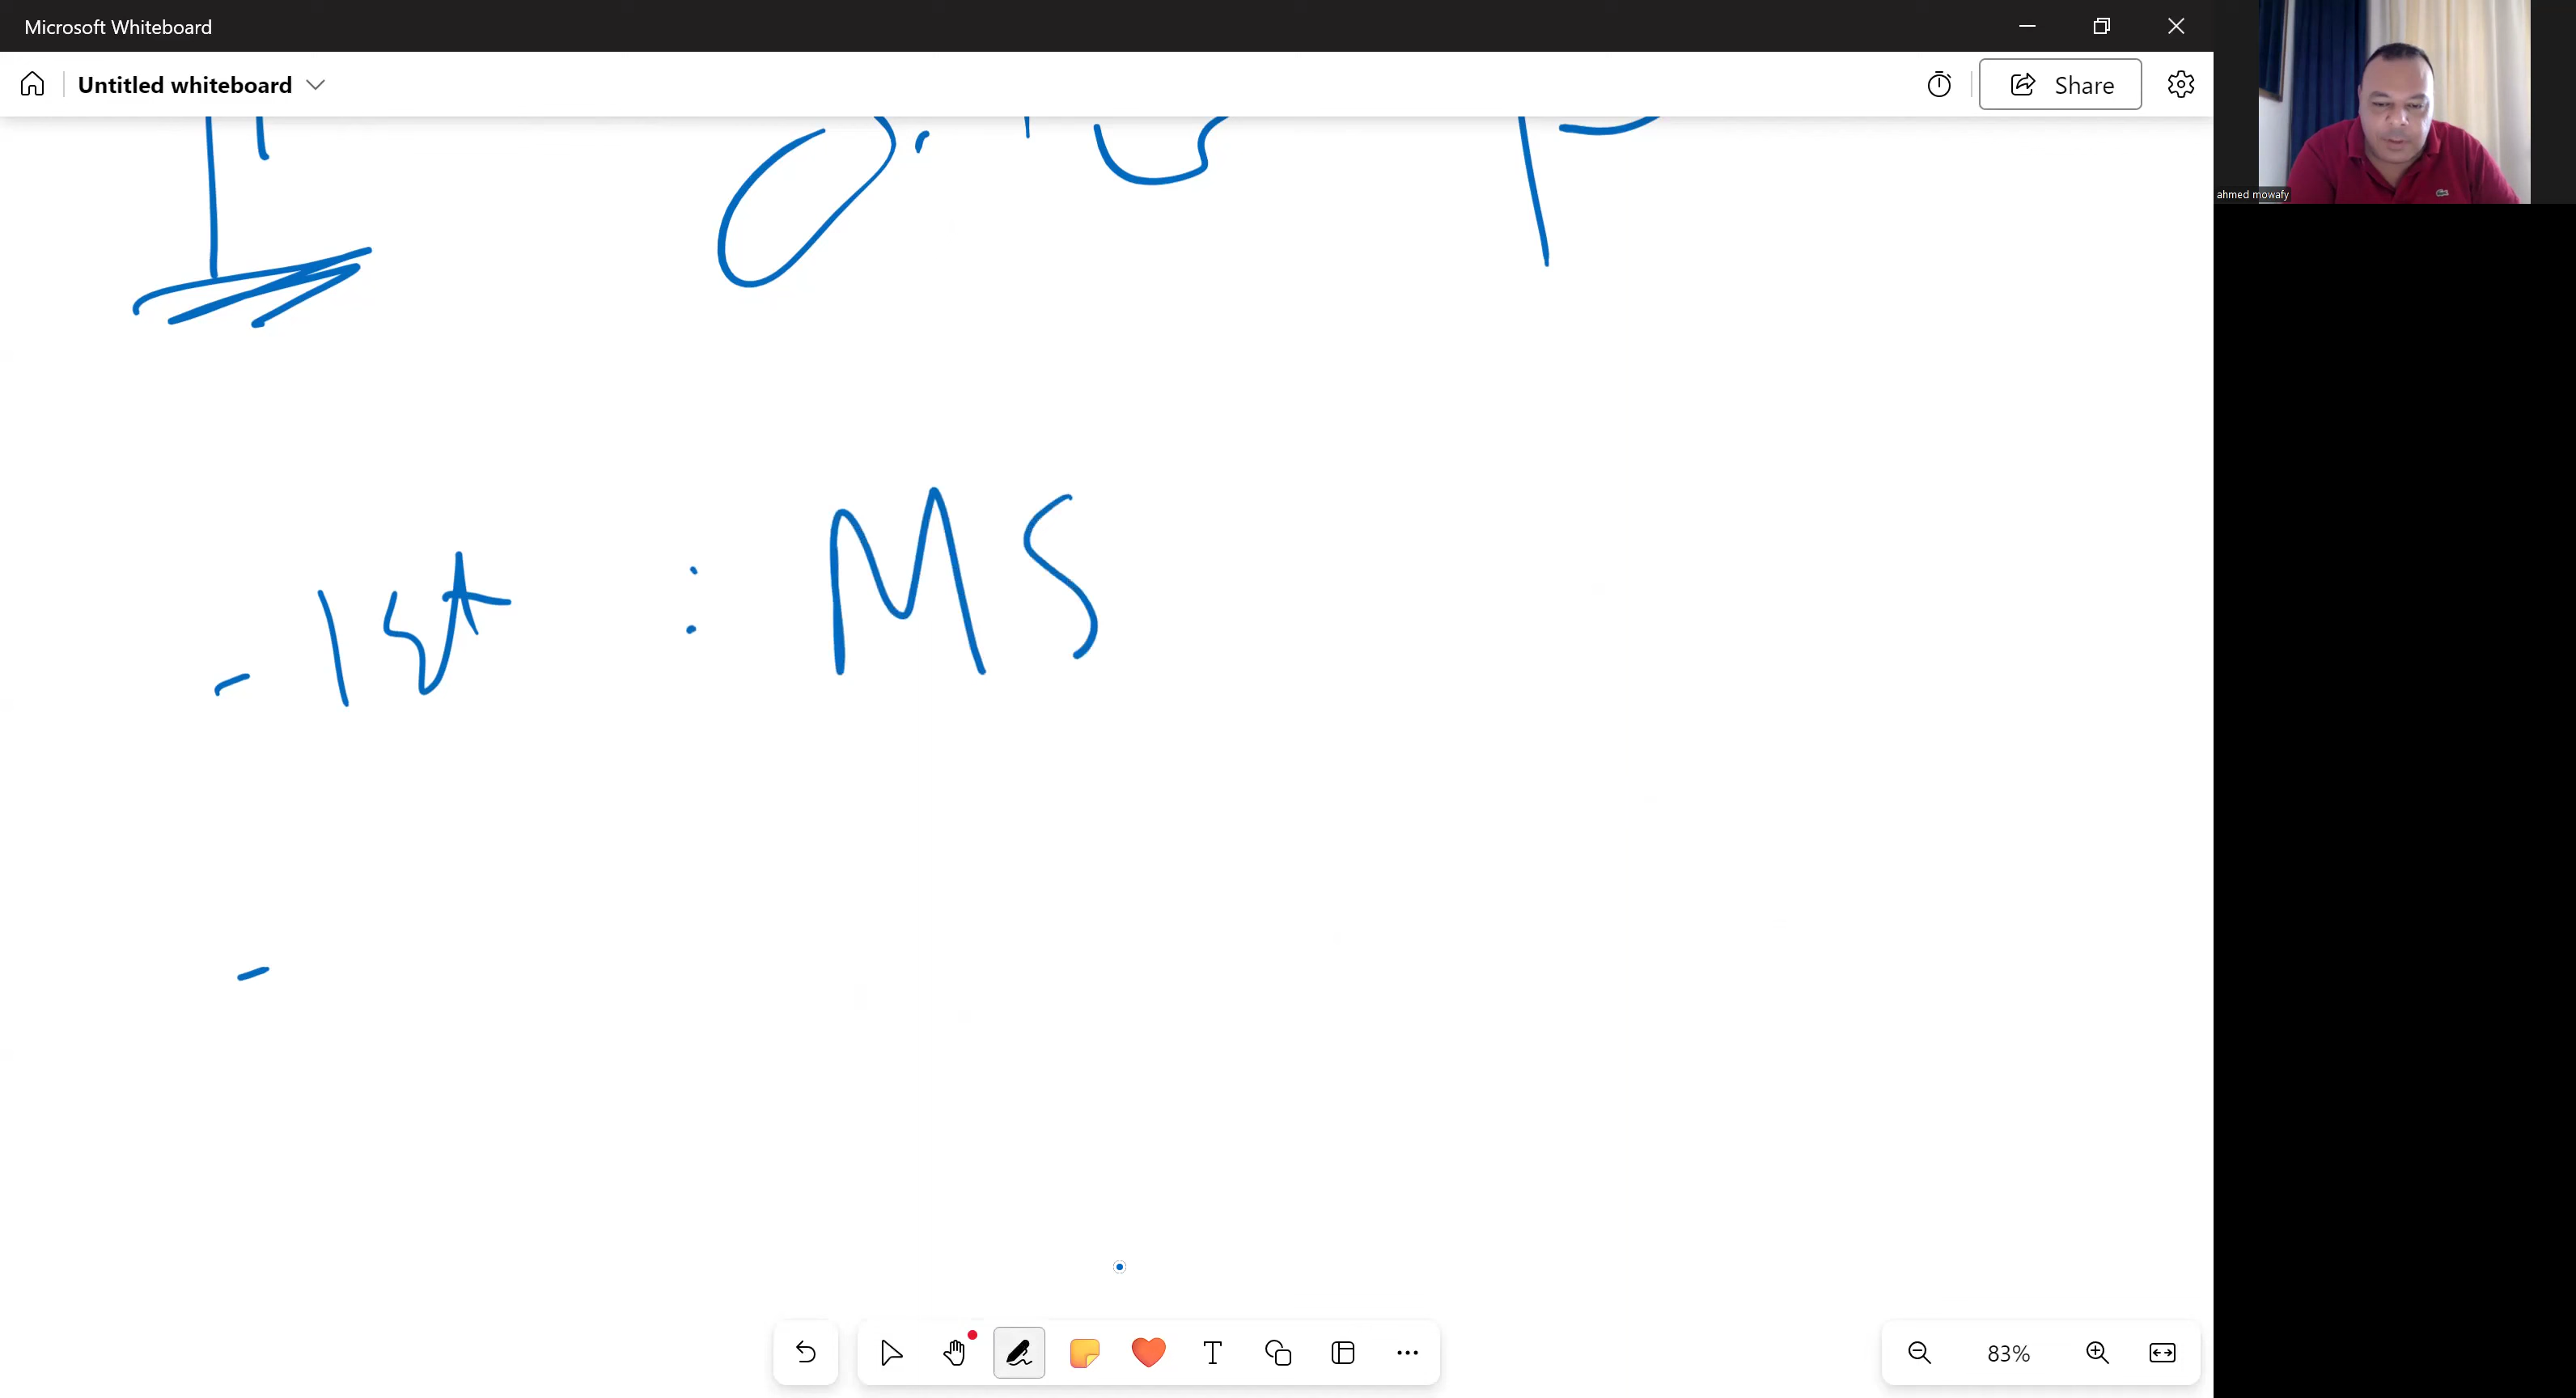 Microsoft Whiteboard
Untitled whiteboard
Share
ahmed mowafy
- 1st : MS
-
83%